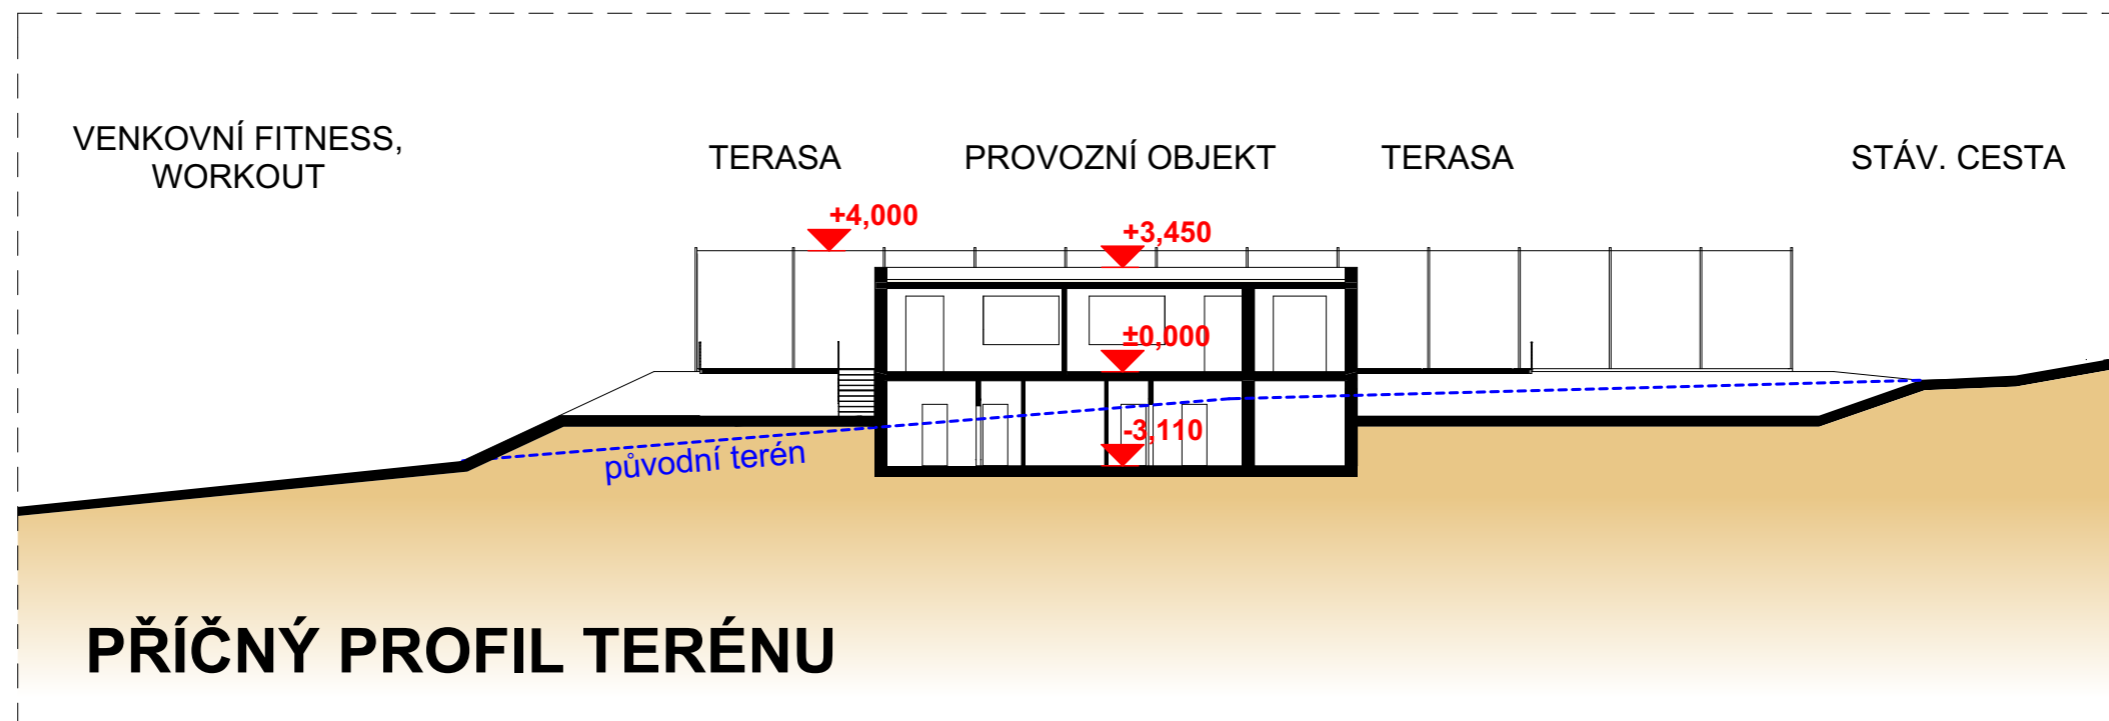 VENKOVNÍ FITNESS,
WORKOUT
TERASA
PROVOZNÍ OBJEKT
TERASA
STÁV. CESTA
+4,000
+3,450
±0,000
-3,110
původní terén
PŘÍČNÝ PROFIL TERÉNU